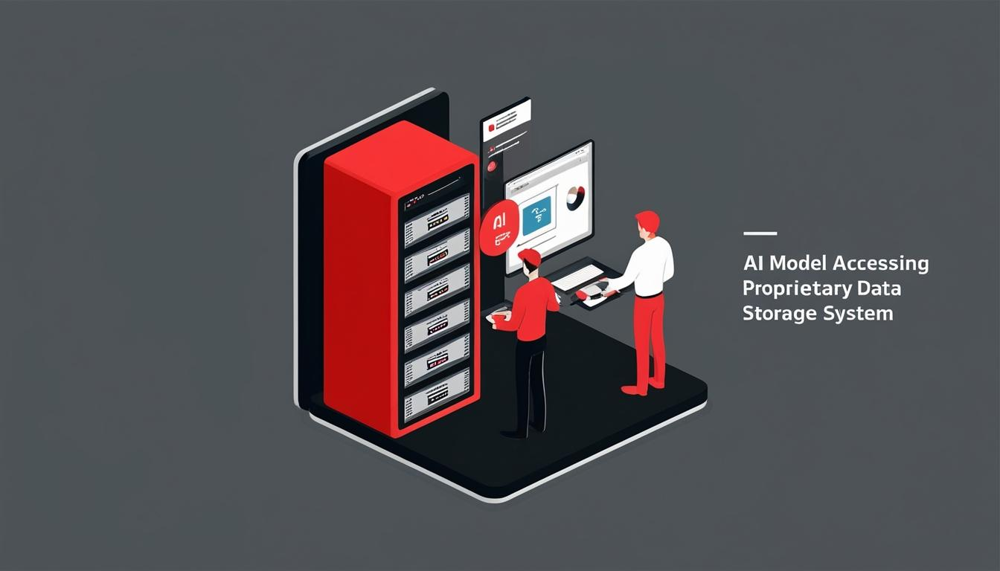 AI
AI Model Accessing
Proprietary Data
Storage System